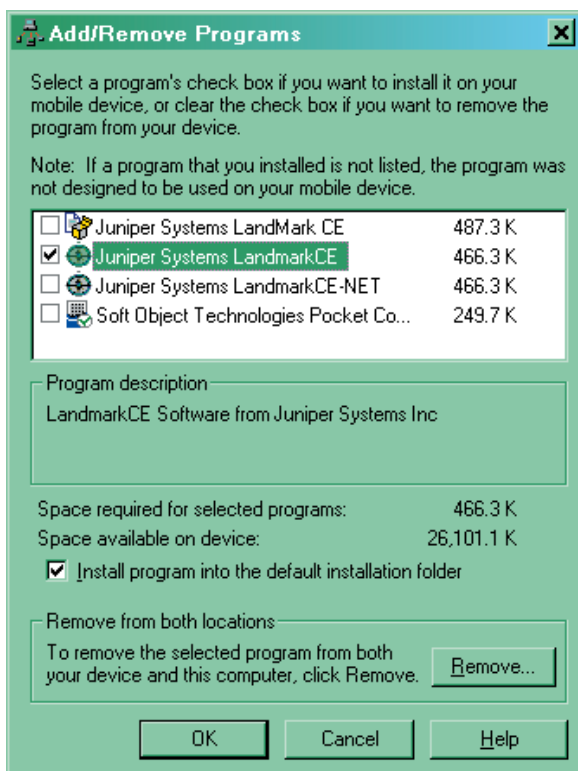 Add/Remove Programs
Select a program's check box if you want to install it on your
mobile device, or clear the check box if you want to remove the
program from your device.
Note: If a program that you installed is not listed, the program was
not designed to be used on your mobile device.
Juniper Systems LandMark CE 487.3 K
Juniper Systems LandmarkCE 466.3 K
Juniper Systems LandmarkCE-NET 466.3 K
Soft Object Technologies Pocket Co... 249.7 K
Program description
LandmarkCE Software from Juniper Systems Inc
Space required for selected programs: 466.3 K
Space available on device: 26,101.1 K
Install program into the default installation folder
Remove from both locations
To remove the selected program from both
your device and this computer, click Remove.
Remove...
OK Cancel Help